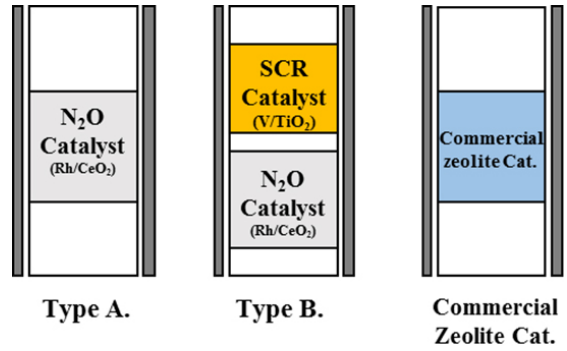 N₂O
Catalyst
(Rh/CeO₂)
Type A.
SCR
Catalyst
(V/TiO₂)
N₂O
Catalyst
(Rh/CeO₂)
Type B.
Commercial
zeolite Cat.
Commercial
Zeolite Cat.